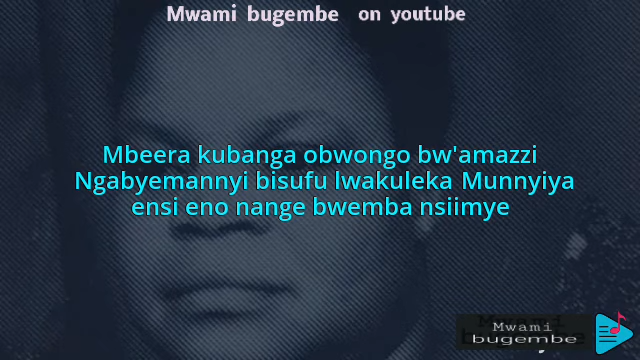 Mwami bugembe on youtube
Mbeera kubanga obwongo bw'amazzi
Ngabyemannyi bisufu lwakuleka Munnyiya
ensi eno nange bwemba nsiimye
Mwami
bugembe